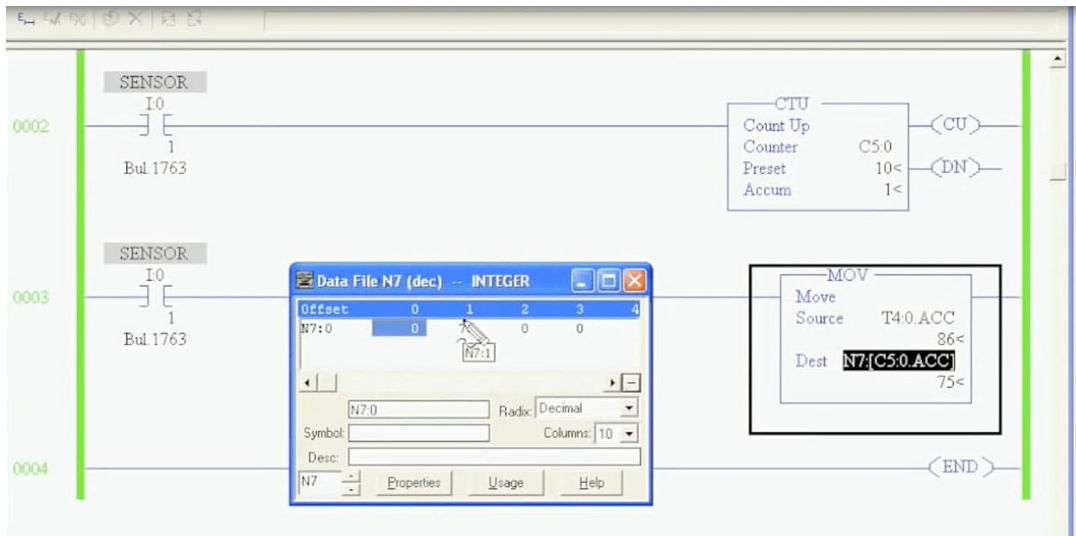 SENSOR
I:0
0002
1
Bul.1763
CTU
Count Up
Counter C5:0
Preset 10<
Accum 1<
CU
DN
SENSOR
I:0
0003
1
Bul.1763
MOV
Move
Source T4:0.ACC
86<
Dest N7:[C5:0.ACC]
75<
Data File N7 (dec) -- INTEGER
Offset 0 1 2 3 4
N7:0 0 0 0
N7:1
N7:0 Radix: Decimal
Symbol: Columns: 10
Desc:
N7 Properties Usage Help
0004
END